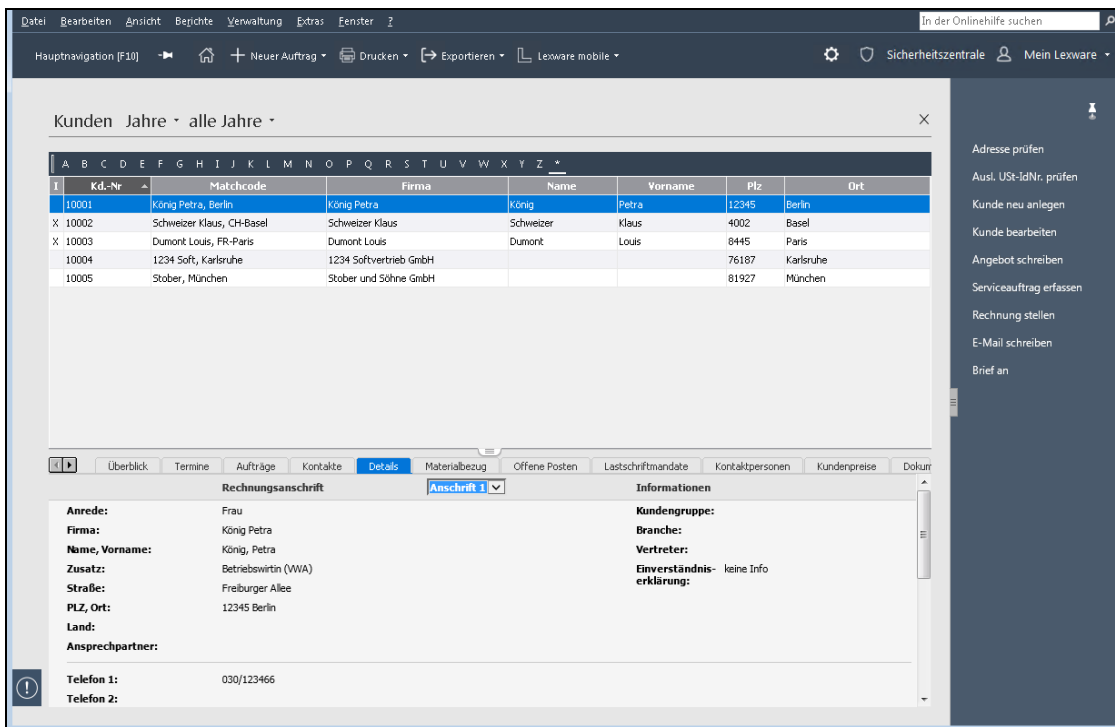 Datei Bearbeiten Ansicht Berichte Verwaltung Extras Fenster ? In der Onlinehilfe suchen
Hauptnavigation [F10] Neuer Auftrag Drucken Exportieren Lexware mobile Sicherheitszentrale Mein Lexware
Kunden Jahre alle Jahre
A B C D E F G H I J K L M N O P Q R S T U V W X Y Z *
I Kd.-Nr Matchcode Firma Name Vorname Plz Ort
10001 König Petra, Berlin König Petra König Petra 12345 Berlin
X 10002 Schweizer Klaus, CH-Basel Schweizer Klaus Schweizer Klaus 4002 Basel
X 10003 Dumont Louis, FR-Paris Dumont Louis Dumont Louis 8445 Paris
10004 1234 Soft, Karlsruhe 1234 Softvertrieb GmbH 76187 Karlsruhe
10005 Stober, München Stober und Söhne GmbH 81927 München
Adresse prüfen
Ausl. USt-IdNr. prüfen
Kunde neu anlegen
Kunde bearbeiten
Angebot schreiben
Serviceauftrag erfassen
Rechnung stellen
E-Mail schreiben
Brief an
Überblick Termine Aufträge Kontakte Details Materialbezug Offene Posten Lastschriftmandate Kontaktpersonen Kundenpreise Dokum
Rechnungsanschrift Anschrift 1 Informationen
Anrede: Frau Kundengruppe:
Firma: König Petra Branche:
Name, Vorname: König, Petra Vertreter:
Zusatz: Betriebswirtin (VWA) Einverständnis- keine Info
erklärung:
Straße: Freiburger Allee
PLZ, Ort: 12345 Berlin
Land:
Ansprechpartner:
Telefon 1: 030/123466
Telefon 2: